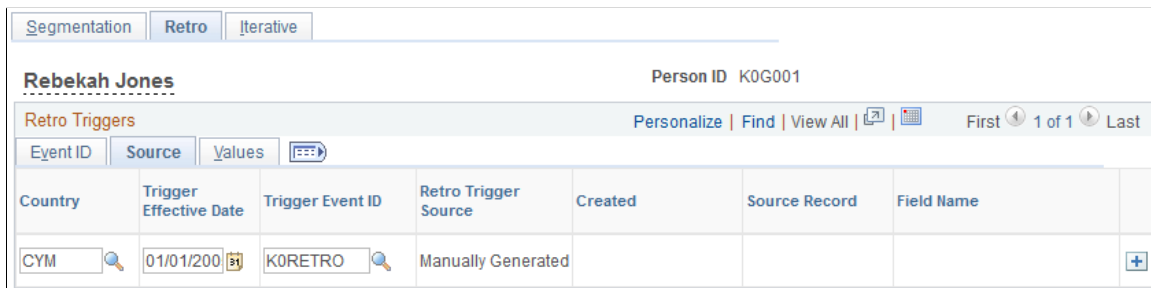 Segmentation Retro Iterative
Rebekah Jones Person ID K0G001
Retro Triggers Personalize | Find | View All | | First 1 of 1 Last
Event ID Source Values
Country Trigger Effective Date Trigger Event ID Retro Trigger Source Created Source Record Field Name
CYM 01/01/200 31 K0RETRO Manually Generated +